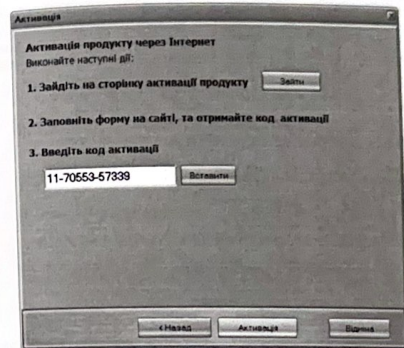 Активація
Активація продукту через Інтернет
Виконайте наступні дії:
1. Зайдіть на сторінку активації продукту
Зайти
2. Заповніть форму на сайті, та отримайте код активації
3. Введіть код активації
11-70553-57339
Вставити
< Назад
Активація
Відміна